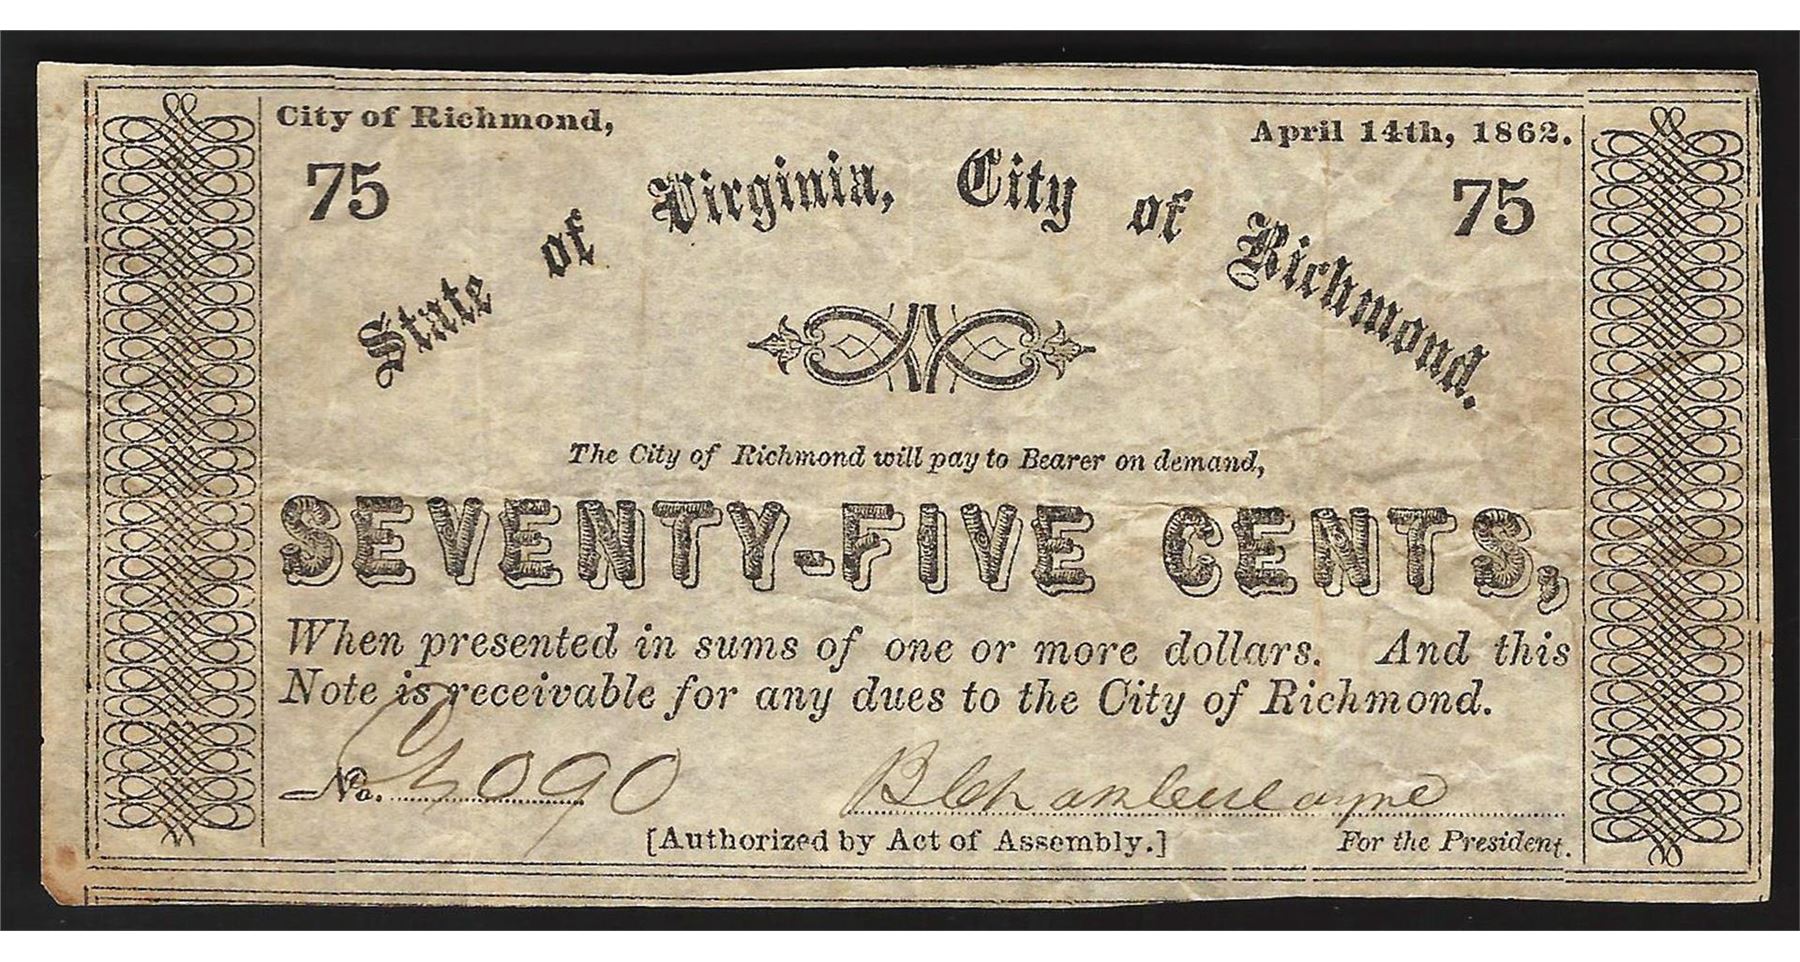 City of Richmond,
April 14th, 1862.
75
75
State of Virginia, City of Richmond.
The City of Richmond will pay to Bearer on demand,
SEVENTY-FIVE CENTS,
When presented in sums of one or more dollars. And this
Note is receivable for any dues to the City of Richmond.
No. 090
[Authorized by Act of Assembly.]
For the President.